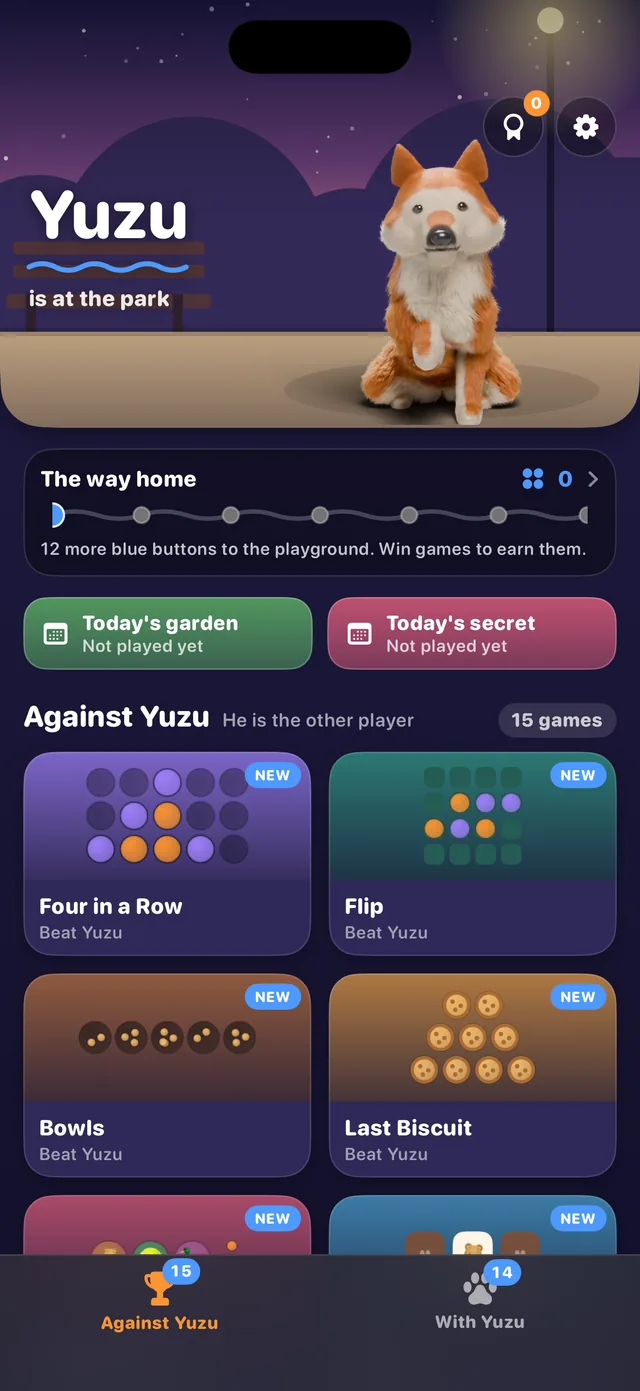 0
Yuzu
is at the park
The way home
0
12 more blue buttons to the playground. Win games to earn them.
Today's garden
Not played yet
Today's secret
Not played yet
Against Yuzu He is the other player
15 games
NEW
Four in a Row
Beat Yuzu
NEW
Flip
Beat Yuzu
NEW
Bowls
Beat Yuzu
NEW
Last Biscuit
Beat Yuzu
NEW
NEW
15
Against Yuzu
14
With Yuzu